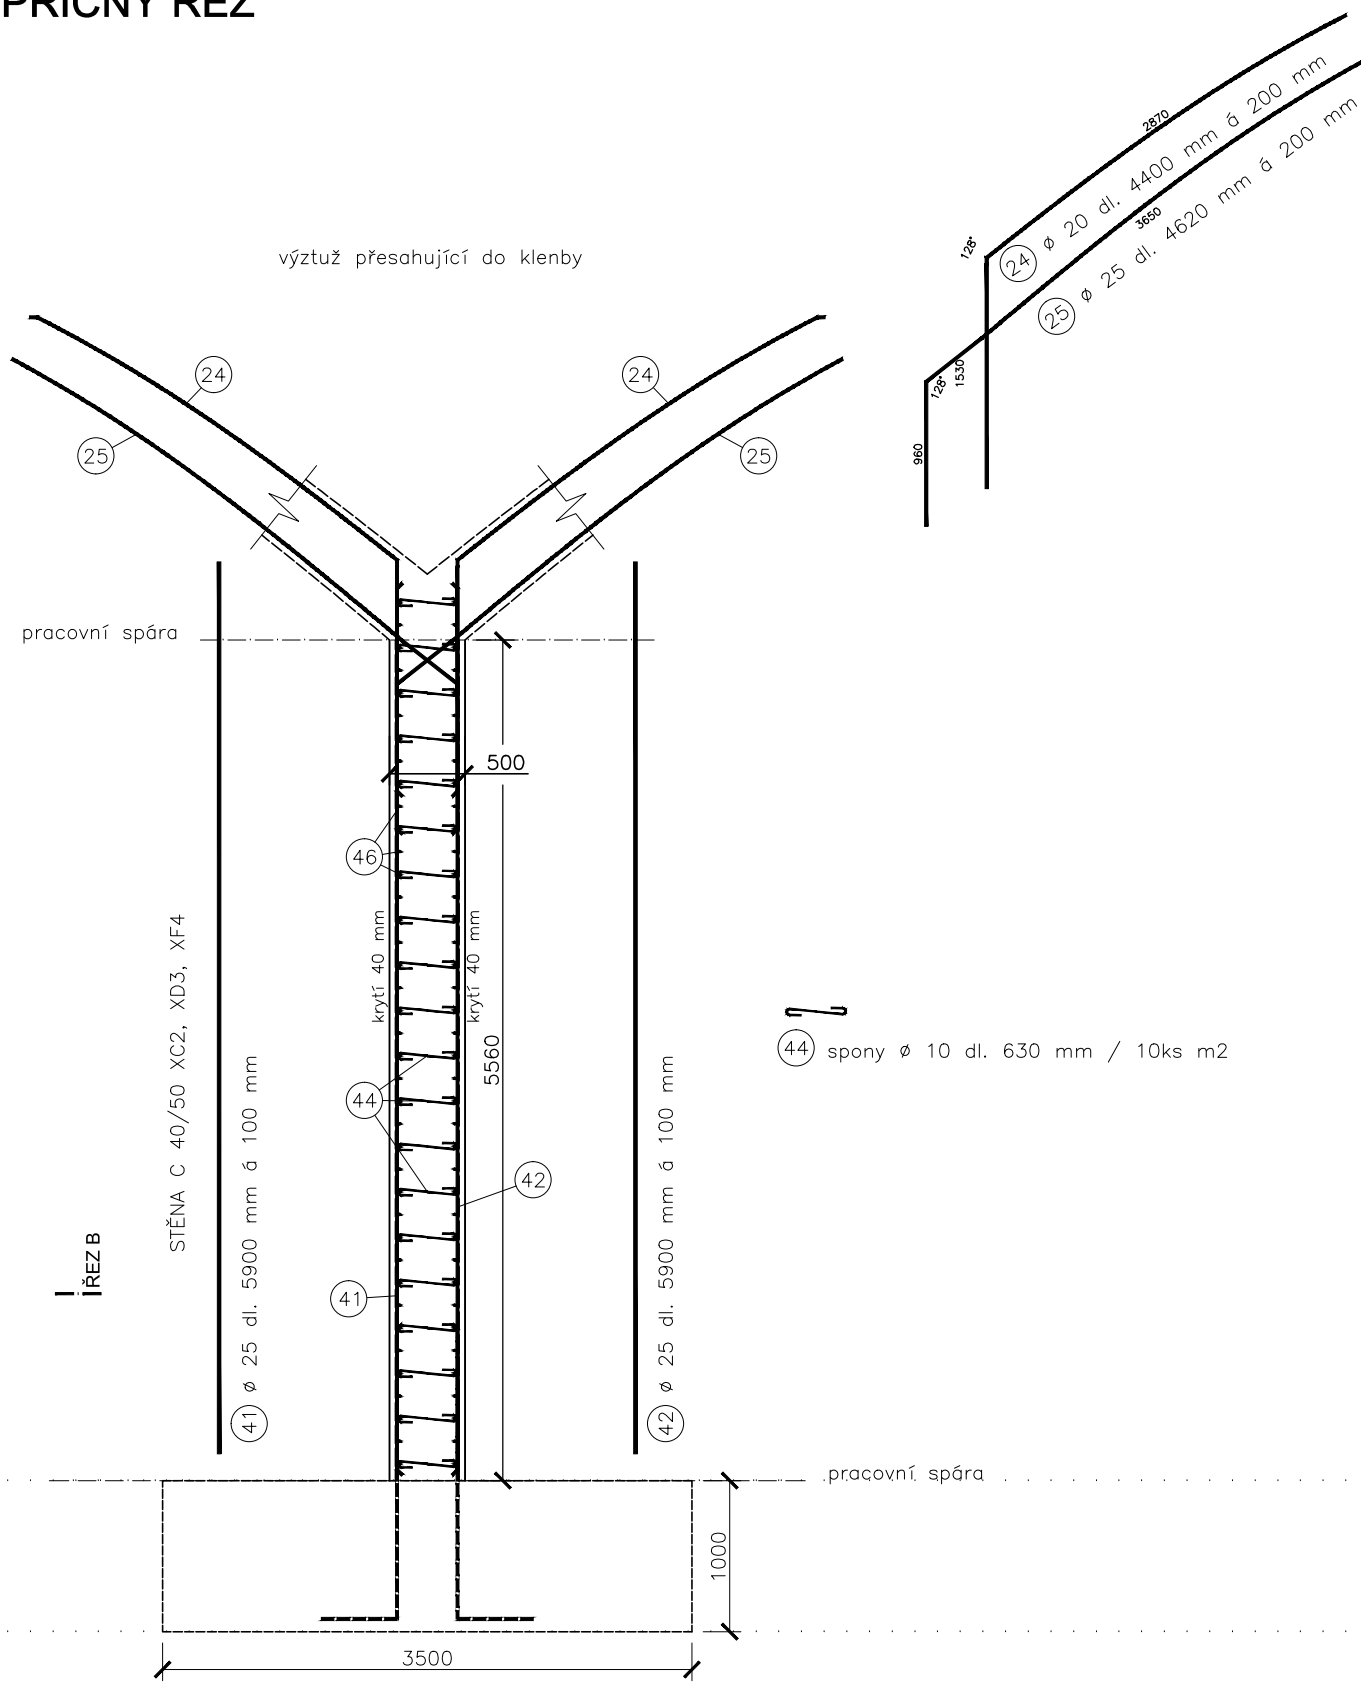 PŘÍČNÝ ŘEZ
2870
24 ø 20 dl. 4400 mm á 200 mm
3650
25 ø 25 dl. 4620 mm á 200 mm
128°
128°
1530
960
výztuž přesahující do klenby
24
24
25
25
pracovní spára
500
46
krytí 40 mm
krytí 40 mm
STĚNA C 40/50 XC2, XD3, XF4
5560
44 spony ø 10 dl. 630 mm / 10ks m2
44
42
41
ŘEZ B
41 ø 25 dl. 5900 mm á 100 mm
42 ø 25 dl. 5900 mm á 100 mm
pracovní spára
1000
3500